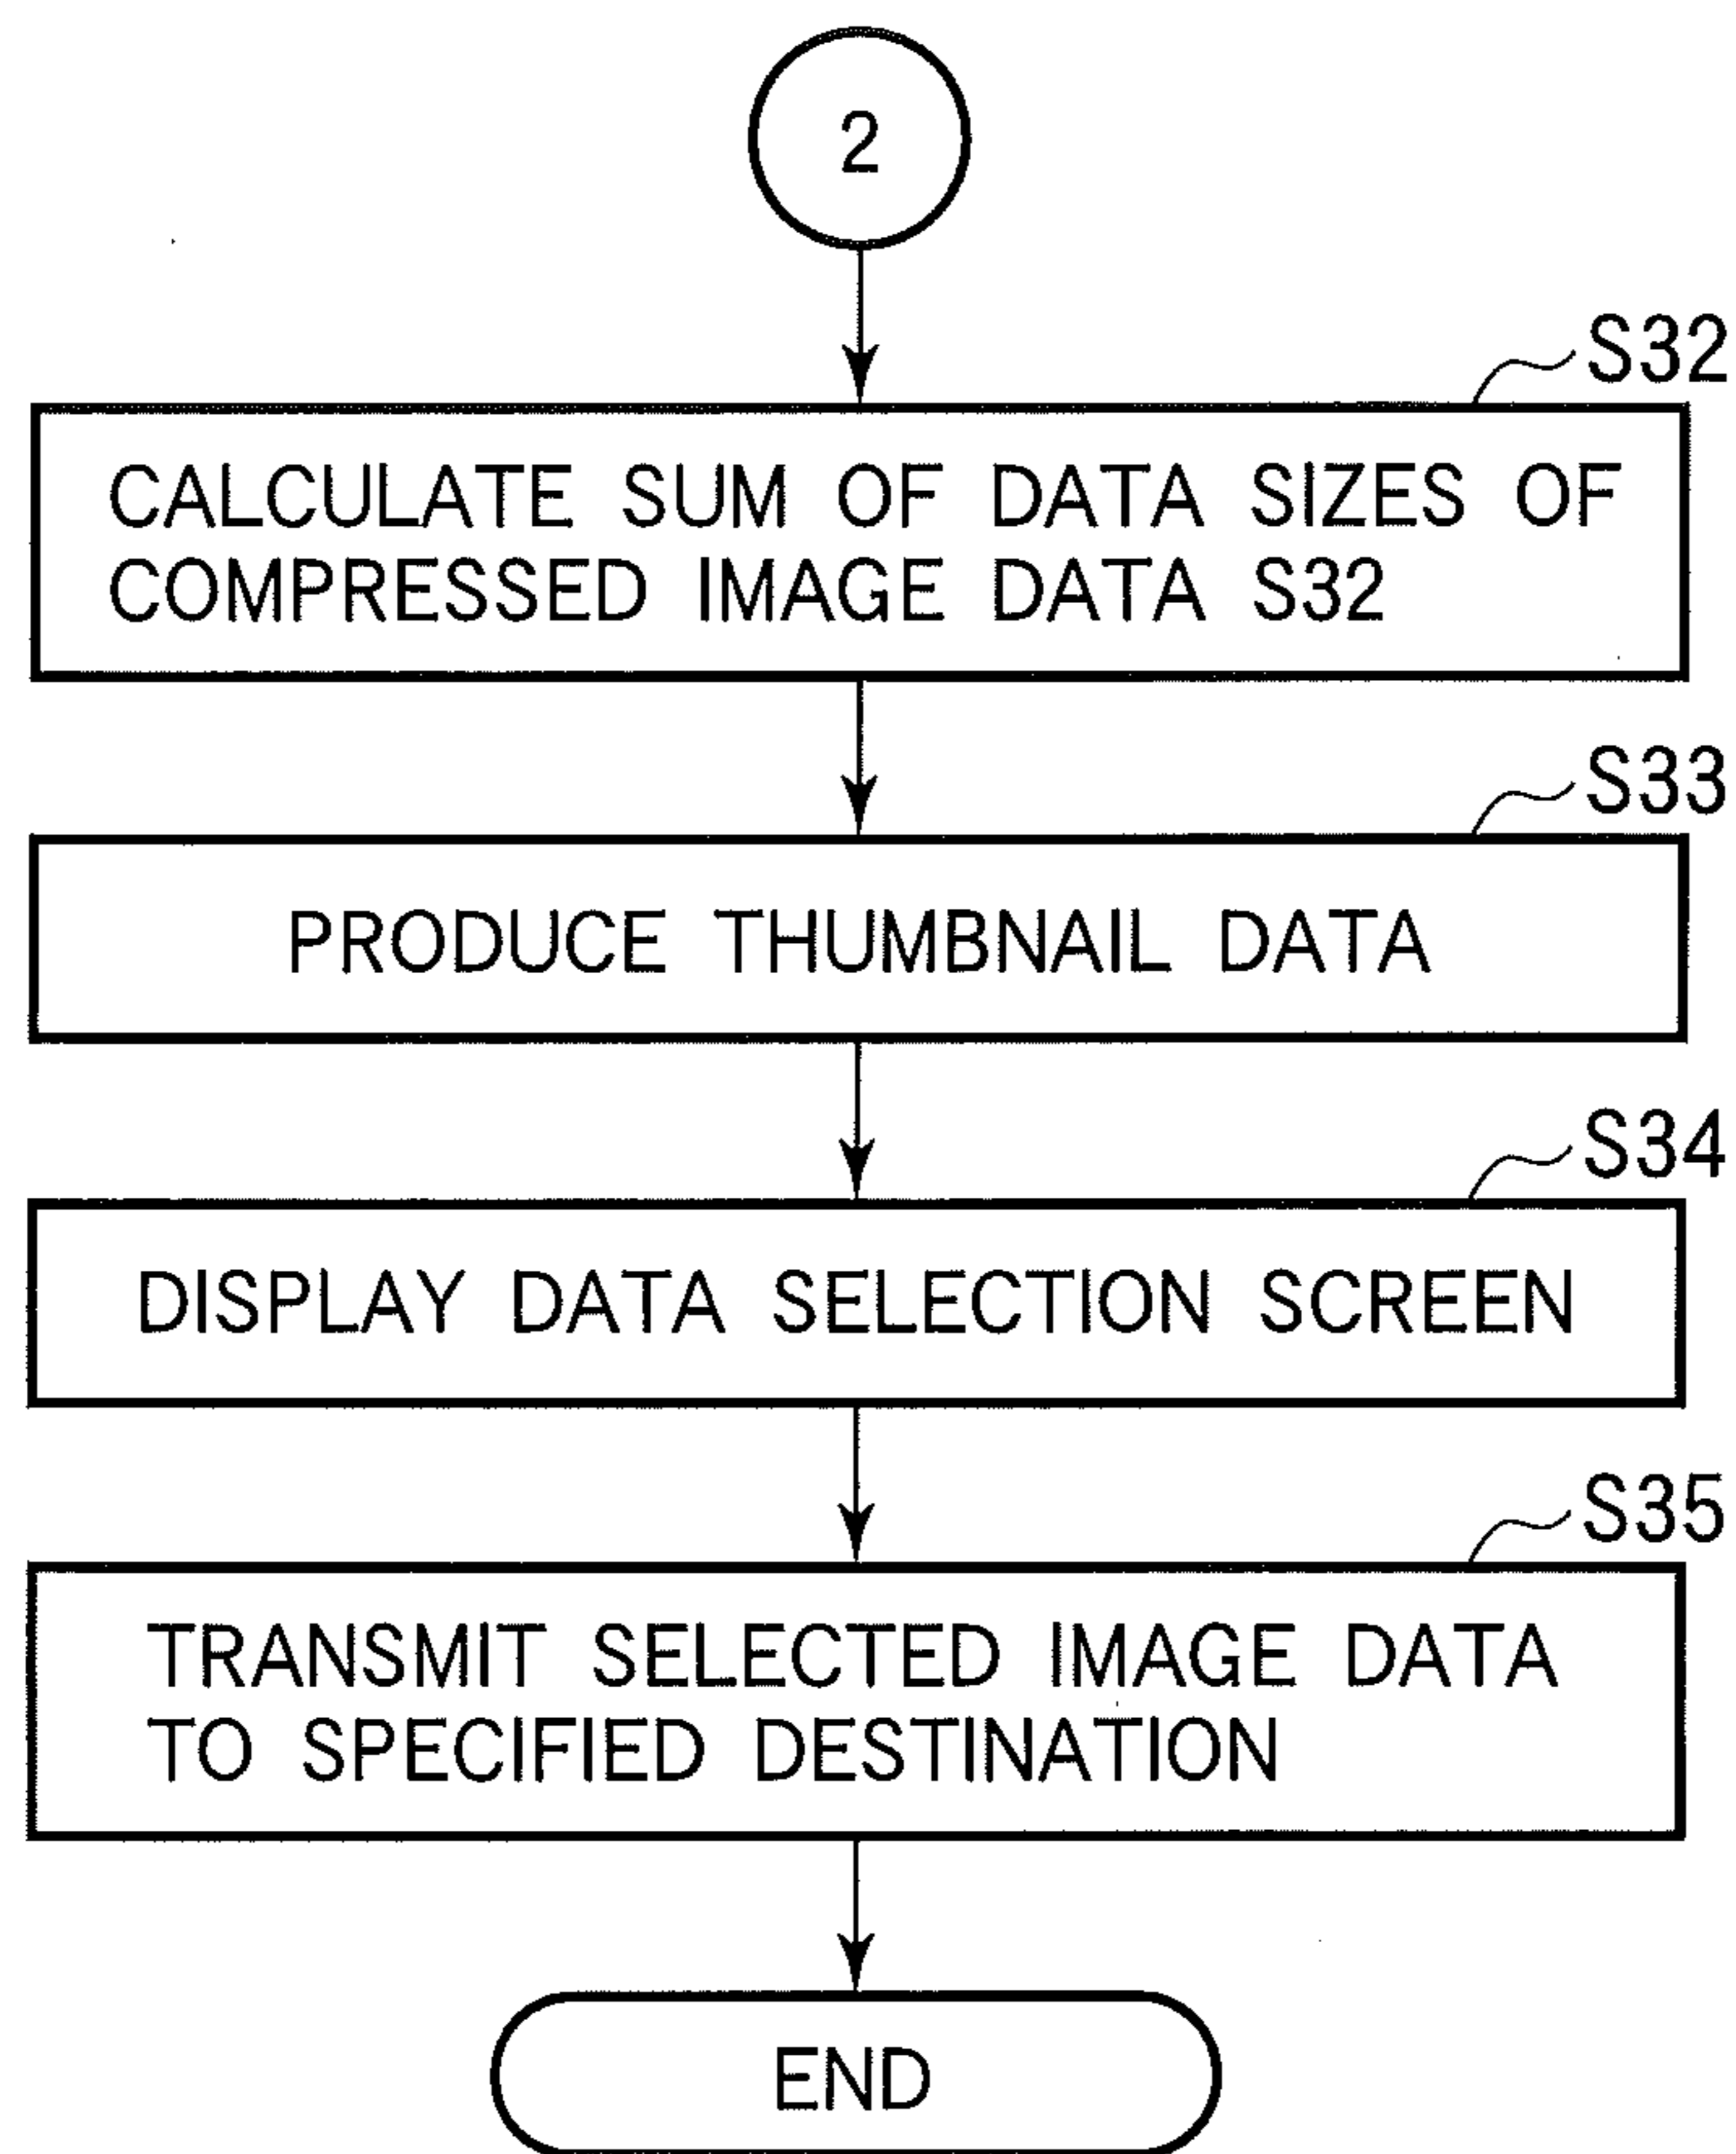 2
S32
CALCULATE SUM OF DATA SIZES OF
COMPRESSED IMAGE DATA S32
S33
PRODUCE THUMBNAIL DATA
S34
DISPLAY DATA SELECTION SCREEN
S35
TRANSMIT SELECTED IMAGE DATA
TO SPECIFIED DESTINATION
END